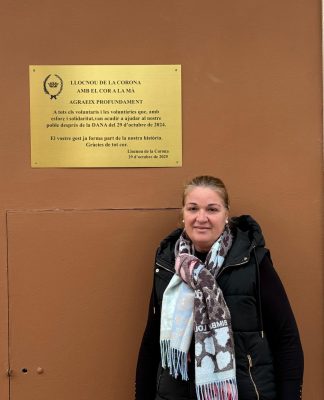 LLOCNOU DE LA CORONA
AMB EL COR A LA MÀ
AGRAEIX PROFUNDAMENT
A tots els voluntaris i les voluntàries que, amb
esforç i solidaritat, van acudir a ajudar al nostre
poble després de la DANA del 29 d'octubre de 2024.
El vostre gest ja forma part de la nostra història.
Gràcies de tot cor.
Llocnou de la Corona
29 d'octubre de 2025